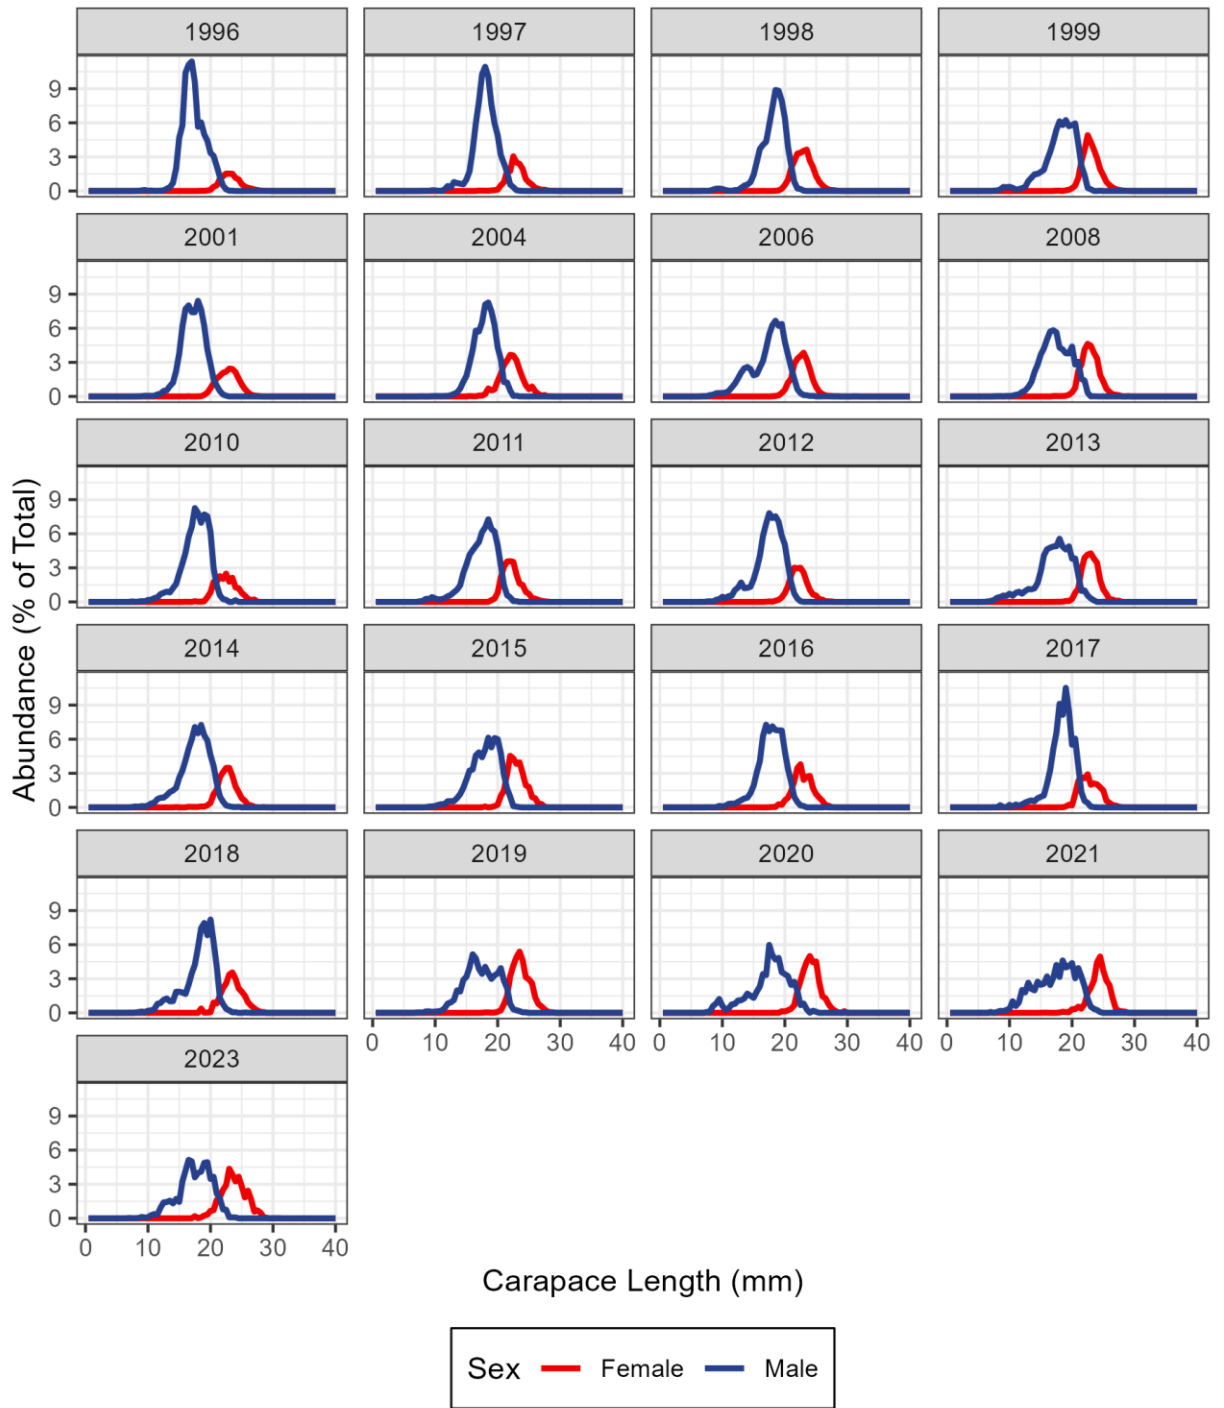 1996 1997 1998 1999
9
6
3
0
2001 2004 2006 2008
9
6
3
0
2010 2011 2012 2013
9
6
3
0
2014 2015 2016 2017
9
6
3
0
2018 2019 2020 2021
9
6
3
0
0 10 20 30 40 0 10 20 30 40 0 10 20 30 40
2023
9
6
3
0
0 10 20 30 40
Abundance (% of Total)
Carapace Length (mm)
Sex Female Male